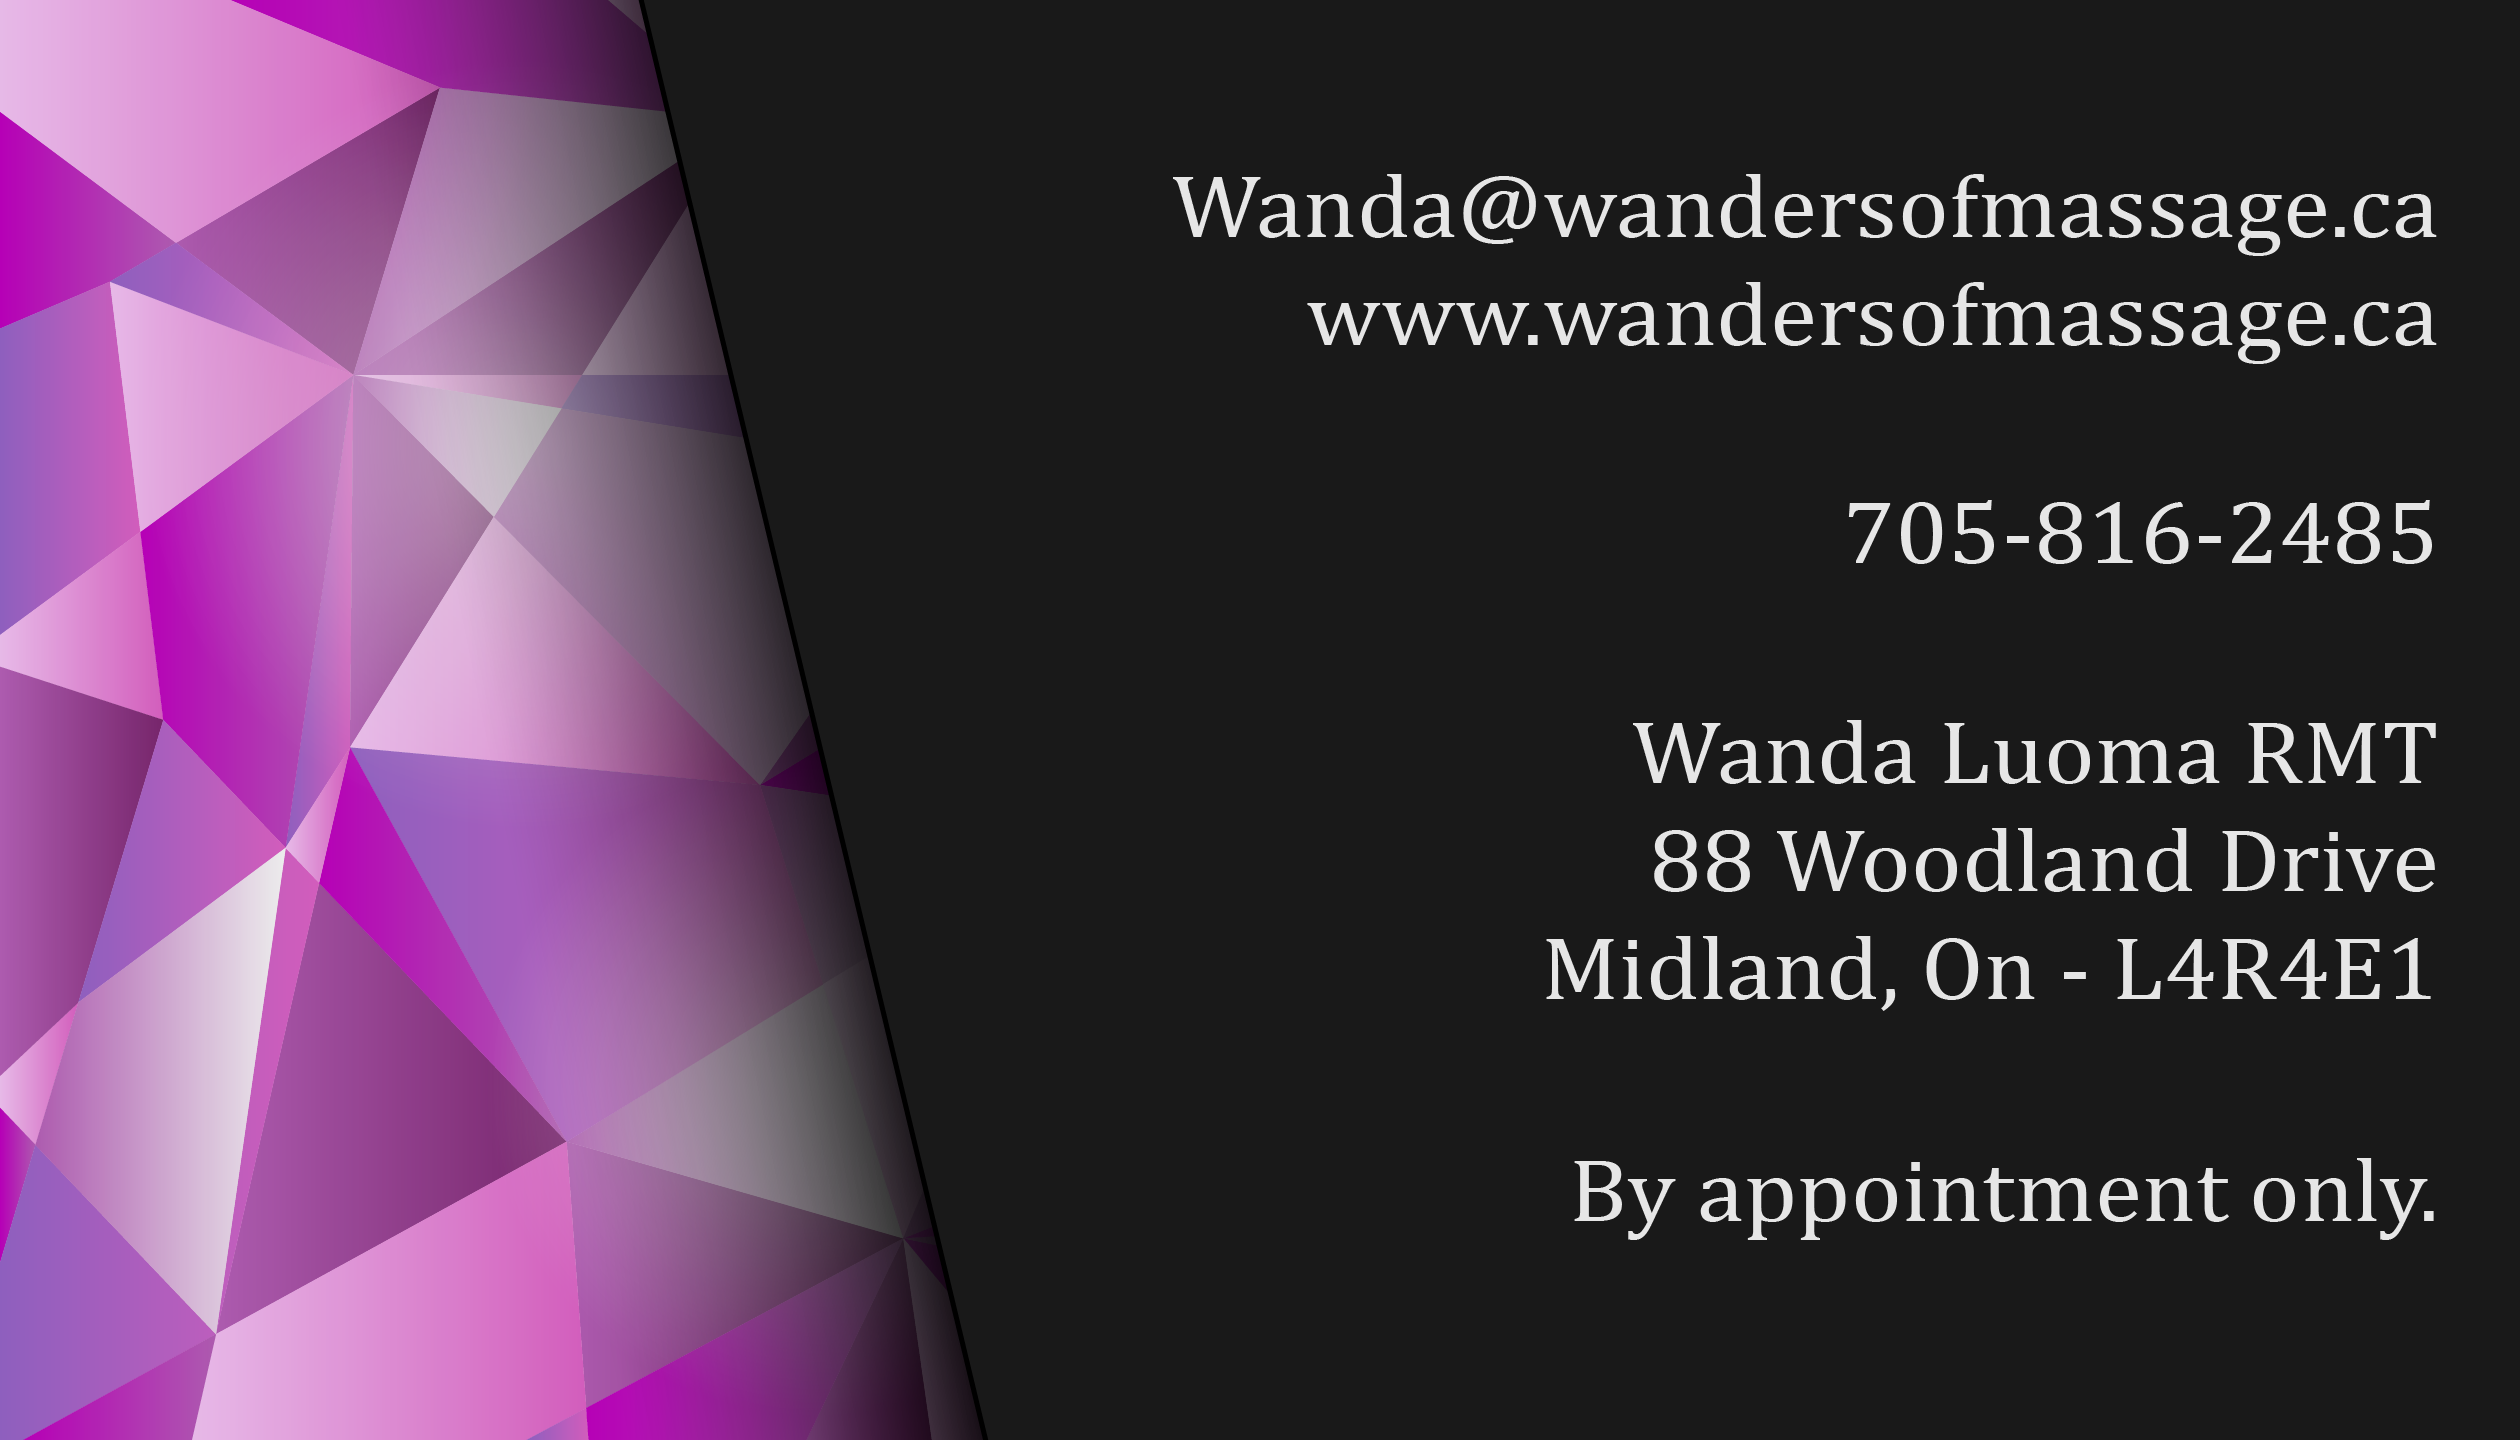 Wanda@wandersofmassage.ca
www.wandersofmassage.ca
705-816-2485
Wanda Luoma RMT
88 Woodland Drive
Midland, On - L4R4E1
By appointment only.